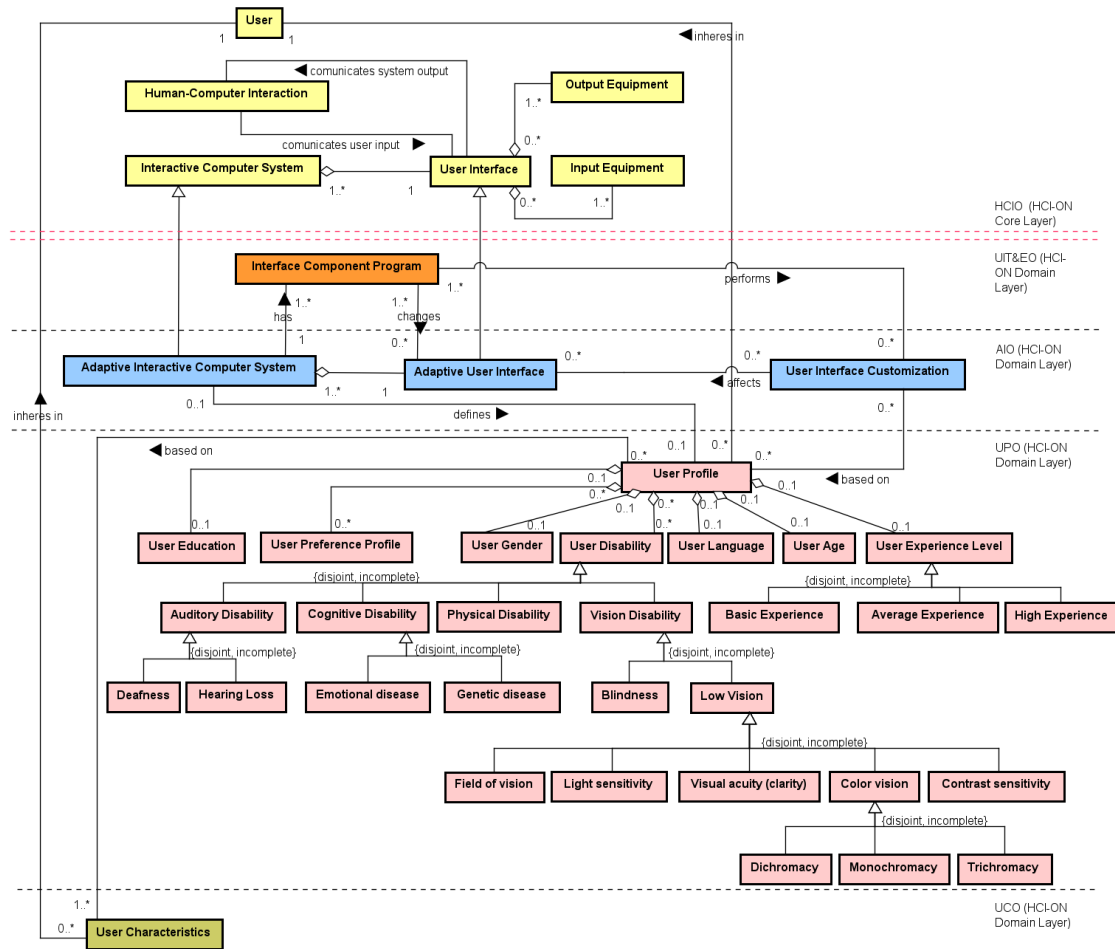 User
1
1
inheres in
comunicates system output
Human-Computer Interaction
Output Equipment
1..*
0..*
comunicates user input
Interactive Computer System
User Interface
Input Equipment
1..*
1
0..*
1..*
HCIO (HCI-ON
Core Layer)
UIT&EO (HCI-
ON Domain
Layer)
Interface Component Program
1..*
performs
1..*
1..*
has
changes
1
0..*
0..*
0..*
0..*
AIO (HCI-ON
Domain Layer)
Adaptive Interactive Computer System
Adaptive User Interface
User Interface Customization
1..*
1
affects
0..1
0..*
inheres in
defines
0..1
0..*
UPO (HCI-ON
Domain Layer)
based on
0..*
0..*
User Profile
based on
0..1
0..*
0..1
0..*
0..1
0..1
0..1
0..1
0..*
0..1
0..*
0..1
0..1
0..1
User Education
User Preference Profile
User Gender
User Disability
User Language
User Age
User Experience Level
{disjoint, incomplete}
{disjoint, incomplete}
Auditory Disability
Cognitive Disability
Physical Disability
Vision Disability
Basic Experience
Average Experience
High Experience
{disjoint, incomplete}
{disjoint, incomplete}
{disjoint, incomplete}
Deafness
Hearing Loss
Emotional disease
Genetic disease
Blindness
Low Vision
{disjoint, incomplete}
Field of vision
Light sensitivity
Visual acuity (clarity)
Color vision
Contrast sensitivity
{disjoint, incomplete}
Dichromacy
Monochromacy
Trichromacy
1..*
0..*
User Characteristics
UCO (HCI-ON
Domain Layer)